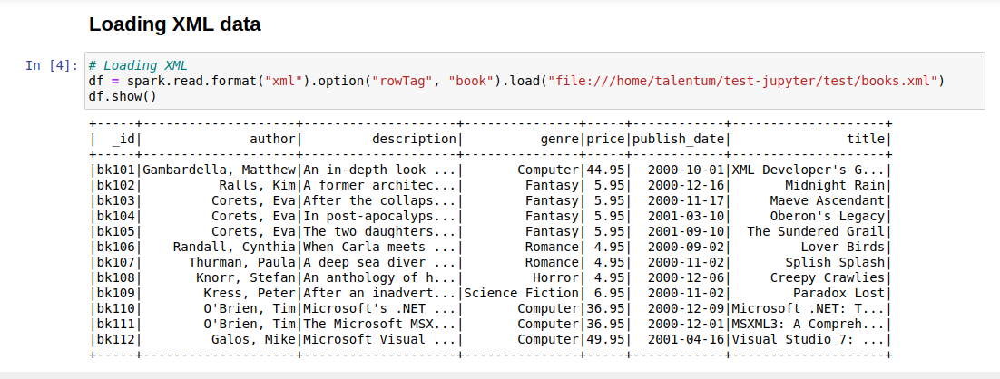 Loading XML data
In [4]: # Loading XML
df = spark.read.format("xml").option("rowTag", "book").load("file:///home/talentum/test-jupyter/test/books.xml")
df.show()
+-----+--------------------+--------------------+---------------+-----+------------+--------------------+
|  _id|              author|         description|          genre|price|publish_date|               title|
+-----+--------------------+--------------------+---------------+-----+------------+--------------------+
|bk101|Gambardella, Matthew|An in-depth look ...|       Computer|44.95|  2000-10-01|XML Developer's G...|
|bk102|          Ralls, Kim|A former architec...|        Fantasy| 5.95|  2000-12-16|       Midnight Rain|
|bk103|         Corets, Eva|After the collaps...|        Fantasy| 5.95|  2000-11-17|     Maeve Ascendant|
|bk104|         Corets, Eva|In post-apocalyps...|        Fantasy| 5.95|  2001-03-10|     Oberon's Legacy|
|bk105|         Corets, Eva|The two daughters...|        Fantasy| 5.95|  2001-09-10|  The Sundered Grail|
|bk106|    Randall, Cynthia|When Carla meets ...|        Romance| 4.95|  2000-09-02|         Lover Birds|
|bk107|      Thurman, Paula|A deep sea diver ...|        Romance| 4.95|  2000-11-02|       Splish Splash|
|bk108|       Knorr, Stefan|An anthology of h...|         Horror| 4.95|  2000-12-06|     Creepy Crawlies|
|bk109|        Kress, Peter|After an inadvert...|Science Fiction| 6.95|  2000-11-02|        Paradox Lost|
|bk110|        O'Brien, Tim|Microsoft's .NET ...|       Computer|36.95|  2000-12-09|Microsoft .NET: T...|
|bk111|        O'Brien, Tim|The Microsoft MSX...|       Computer|36.95|  2000-12-01|MSXML3: A Compreh...|
|bk112|         Galos, Mike|Microsoft Visual ...|       Computer|49.95|  2001-04-16|Visual Studio 7: ...|
+-----+--------------------+--------------------+---------------+-----+------------+--------------------+